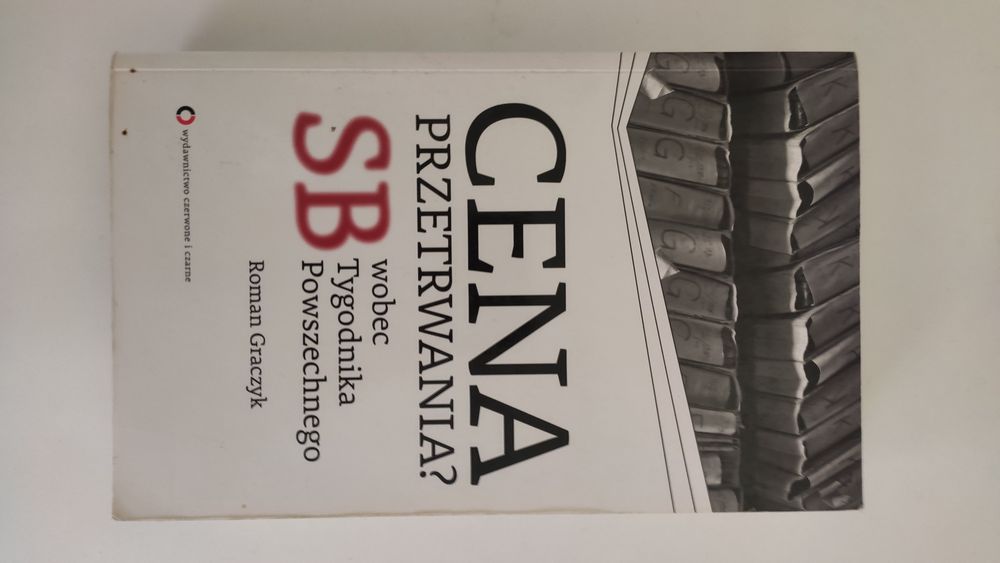 CENA
PRZETRWANIA?
SB
wobec
Tygodnika
Powszechnego
Roman Graczyk
wydawnictwo czerwone i czarne